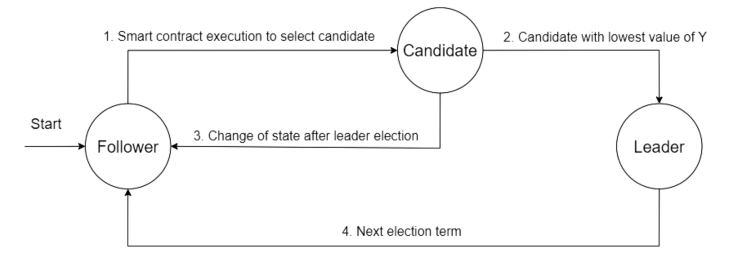 1. Smart contract execution to select candidate
Candidate
2. Candidate with lowest value of Y
Start
Follower
3. Change of state after leader election
Leader
4. Next election term